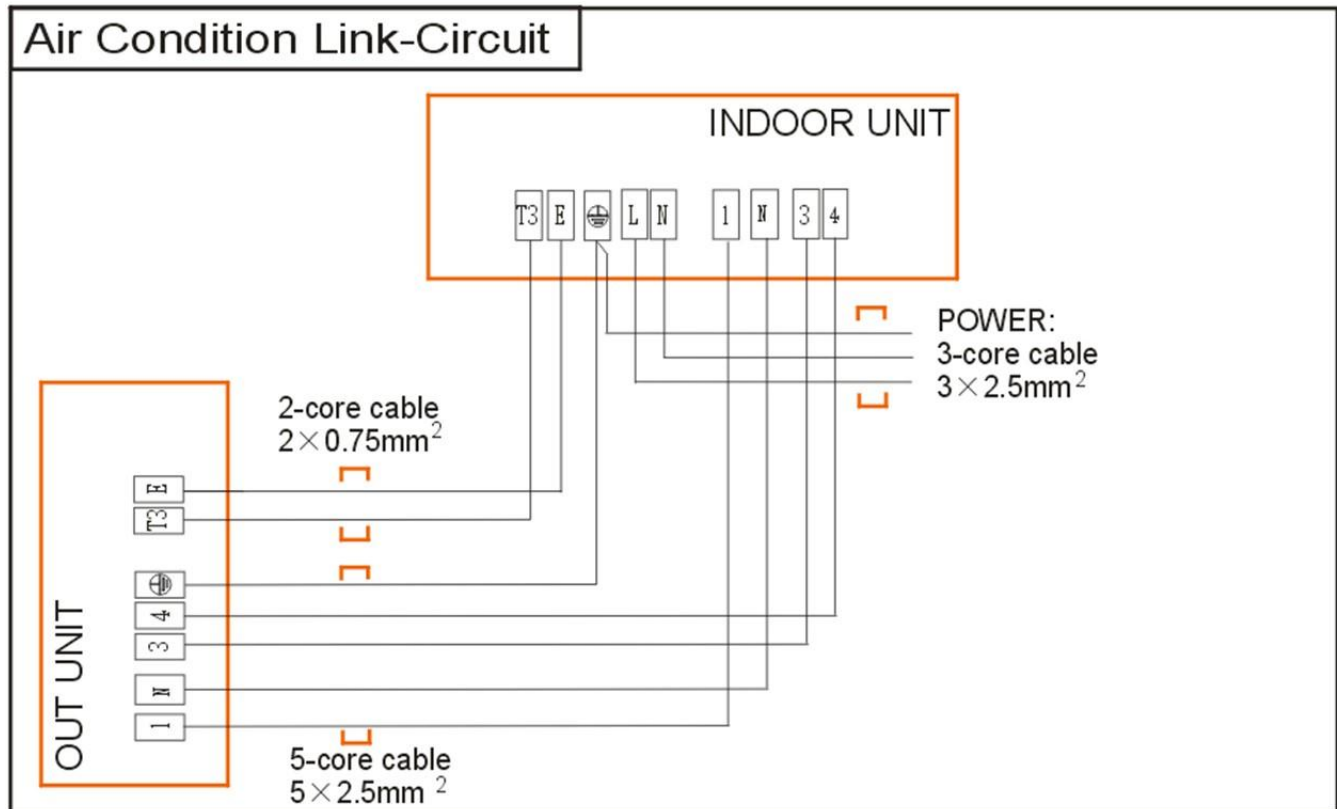 Air Condition Link-Circuit
INDOOR UNIT
T3 E L N 1 N 3 4
POWER:
3-core cable
3×2.5mm²
2-core cable
2×0.75mm²
E
T3
4
3
N
1
OUT UNIT
5-core cable
5×2.5mm ²